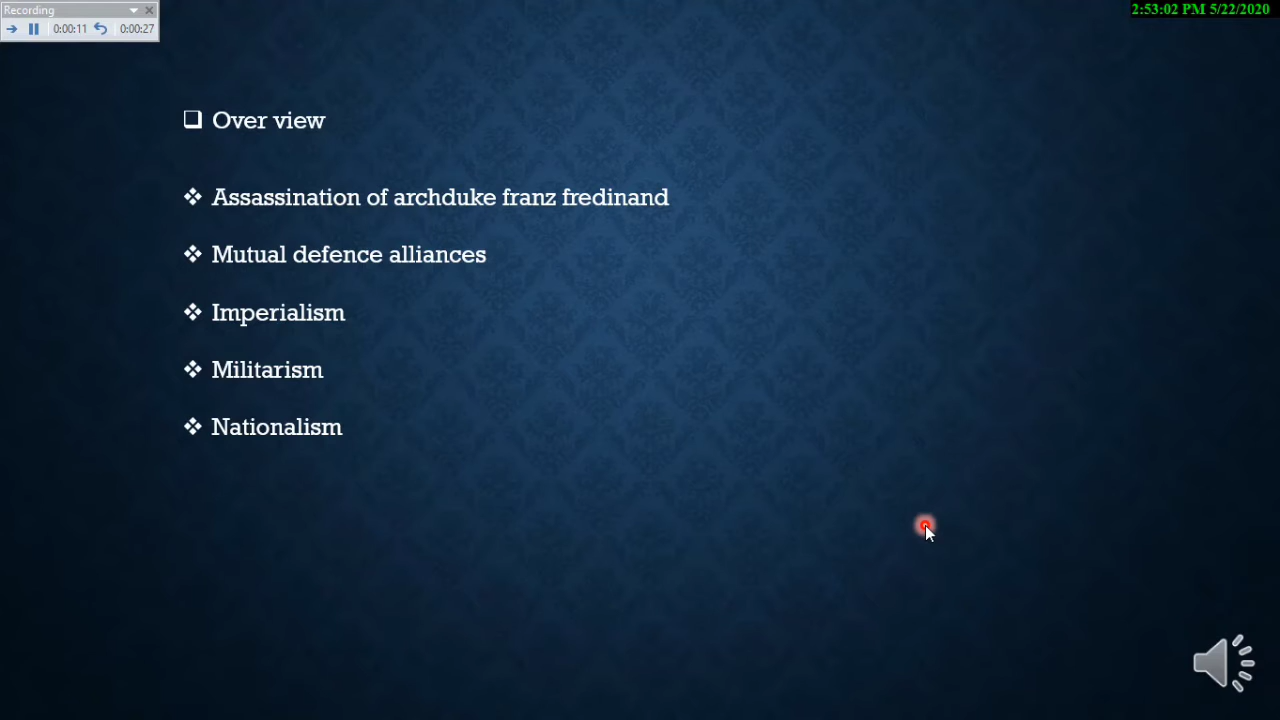 Recording
0:00:11 0:00:27
2:53:02 PM 5/22/2020
Over view
Assassination of archduke franz fredinand
Mutual defence alliances
Imperialism
Militarism
Nationalism